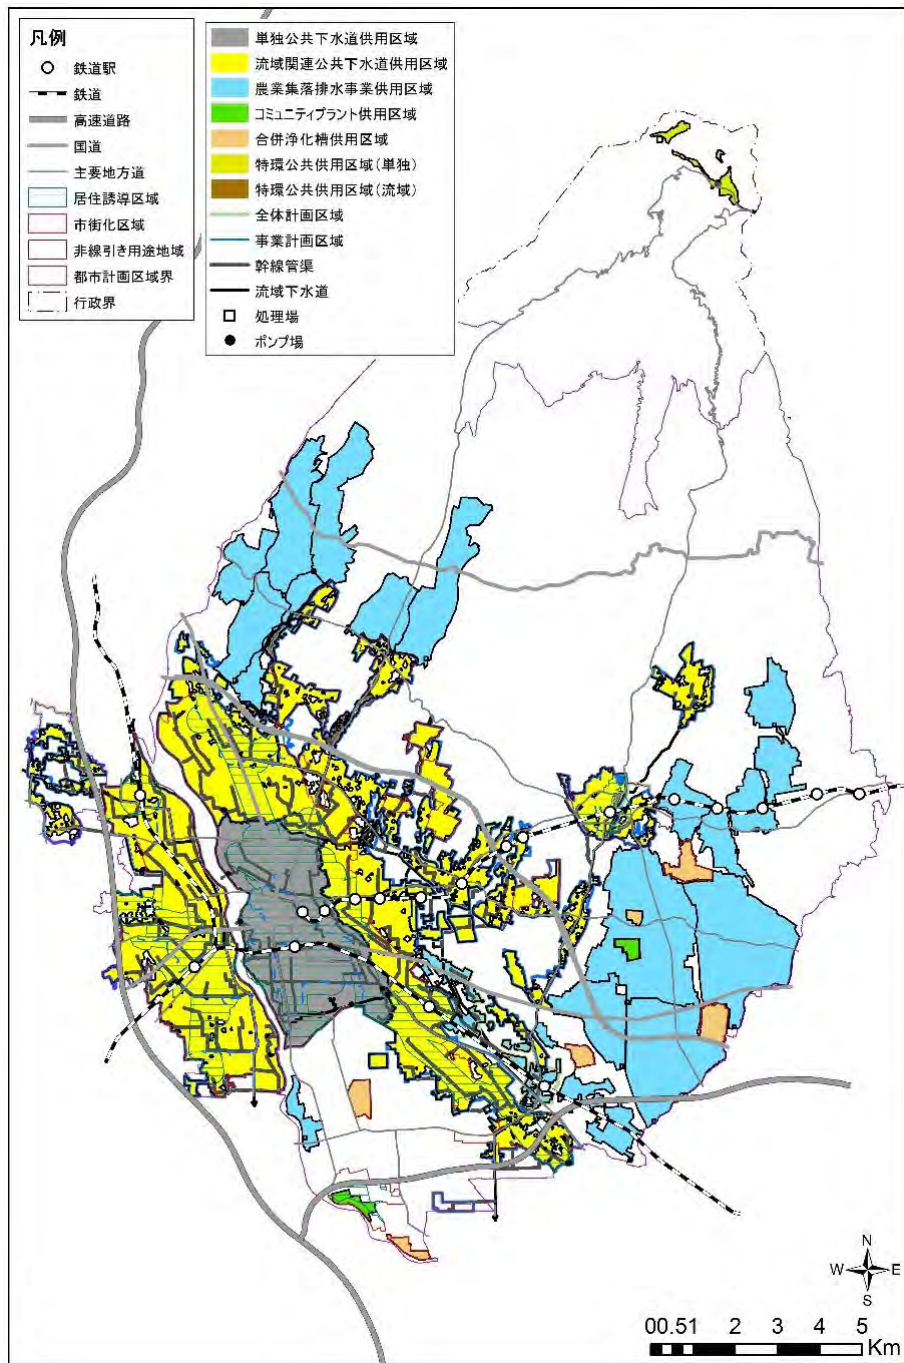 凡例
鉄道駅
鉄道
高速道路
国道
主要地方道
居住誘導区域
市街化区域
非線引き用途地域
都市計画区域界
行政界
単独公共下水道供用区域
流域関連公共下水道供用区域
農業集落排水事業供用区域
コミュニティプラント供用区域
合併浄化槽供用区域
特環公共供用区域(単独)
特環公共供用区域(流域)
全体計画区域
事業計画区域
幹線管渠
流域下水道
処理場
ポンプ場
N
W E
S
00.51 2 3 4 5
Km